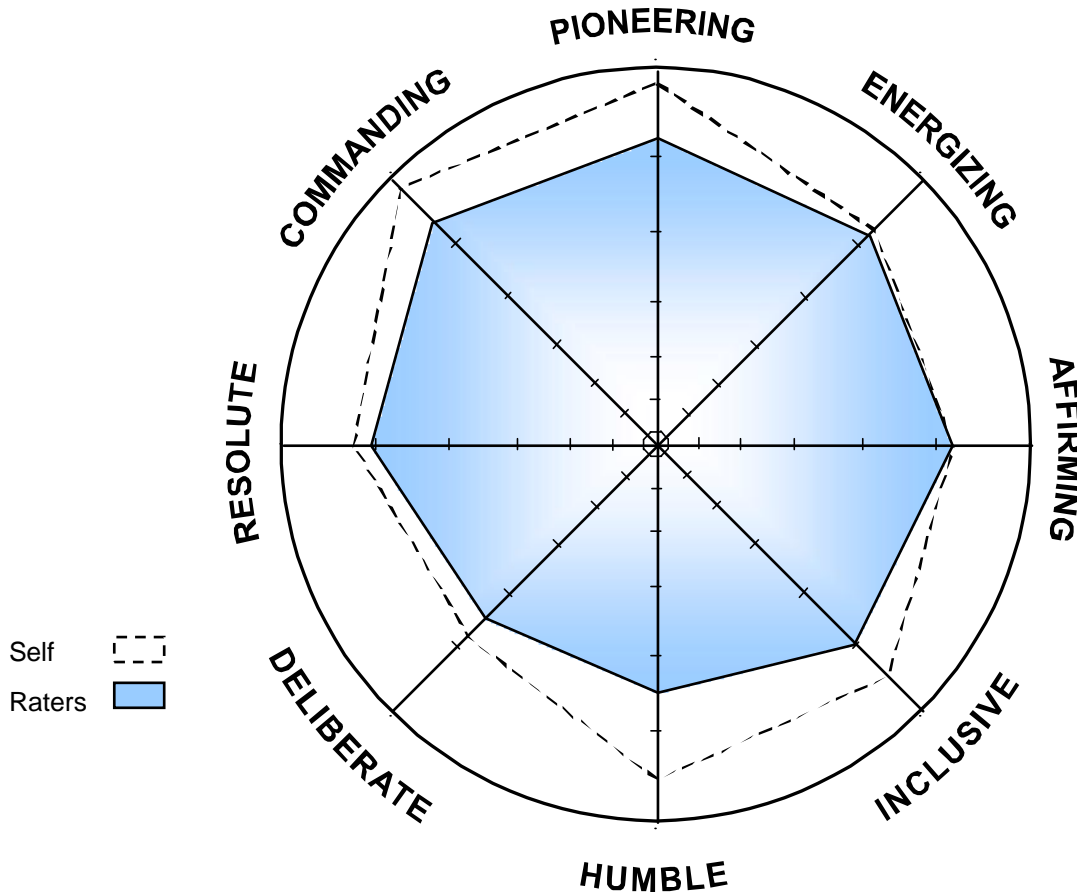 PIONEERING
ENERGIZING
AFFIRMING
INCLUSIVE
HUMBLE
DELIBERATE
RESOLUTE
COMMANDING
Self
Raters